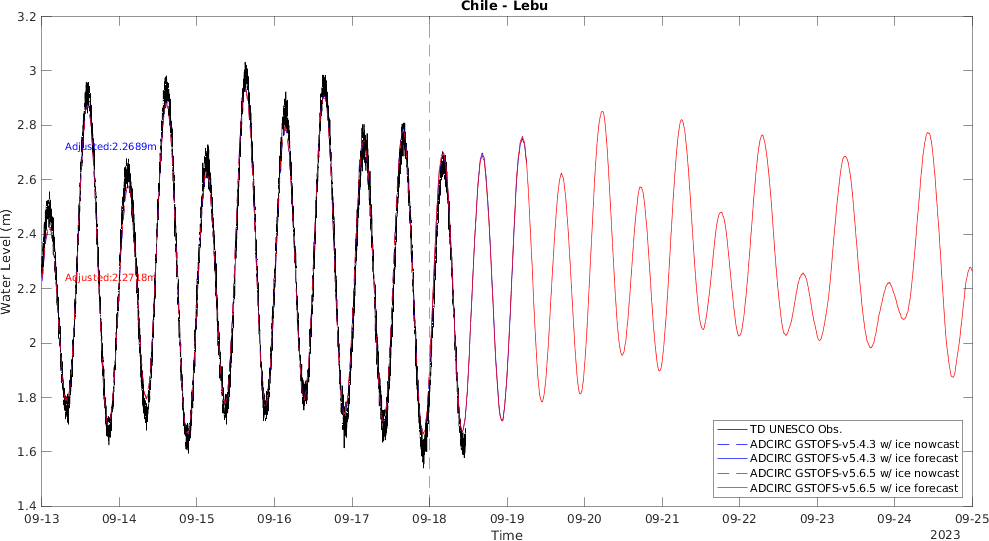 Chile - Lebu
Water Level (m)
3.2
3
2.8
2.6
2.4
2.2
2
1.8
1.6
1.4
Adjusted:2.2689m
Adjusted:2.2718m
TD UNESCO Obs.
ADCIRC GSTOFS-v5.4.3 w/ ice nowcast
ADCIRC GSTOFS-v5.4.3 w/ ice forecast
ADCIRC GSTOFS-v5.6.5 w/ ice nowcast
ADCIRC GSTOFS-v5.6.5 w/ ice forecast
09-13 09-14 09-15 09-16 09-17 09-18 09-19 09-20 09-21 09-22 09-23 09-24 09-25
Time
2023